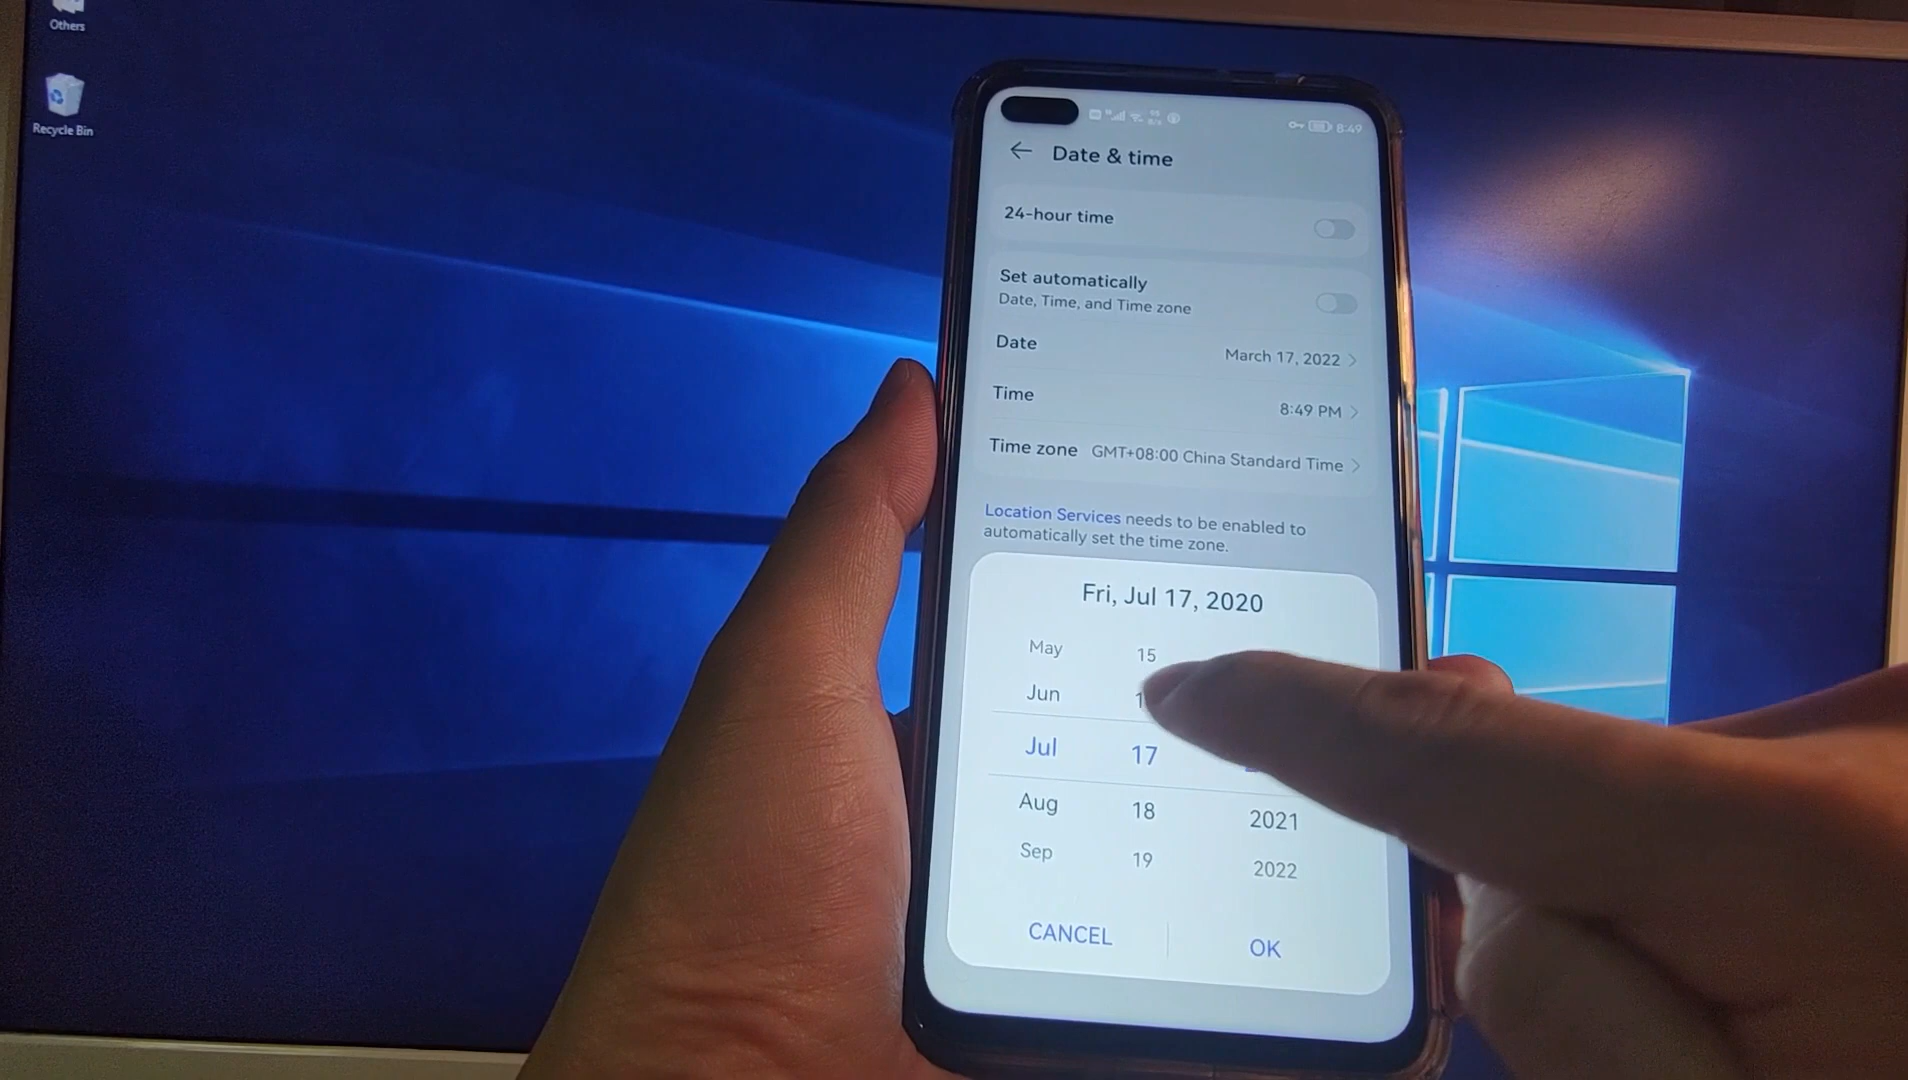 Others
Recycle Bin
8:49
Date & time
24-hour time
Set automatically
Date, Time, and Time zone
Date
March 17, 2022
Time
8:49 PM
Time zone GMT+08:00 China Standard Time
Location Services needs to be enabled to
automatically set the time zone.
Fri, Jul 17, 2020
May 15
Jun
Jul 17
Aug 18 2021
Sep 19 2022
CANCEL OK